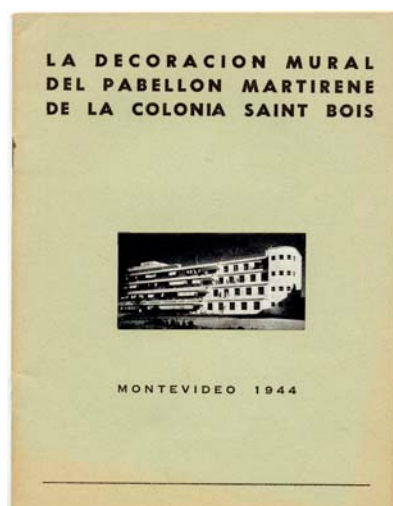 LA DECORACION MURAL
DEL PABELLON MARTIRENE
DE LA COLONIA SAINT BOIS
MONTEVIDEO 1944